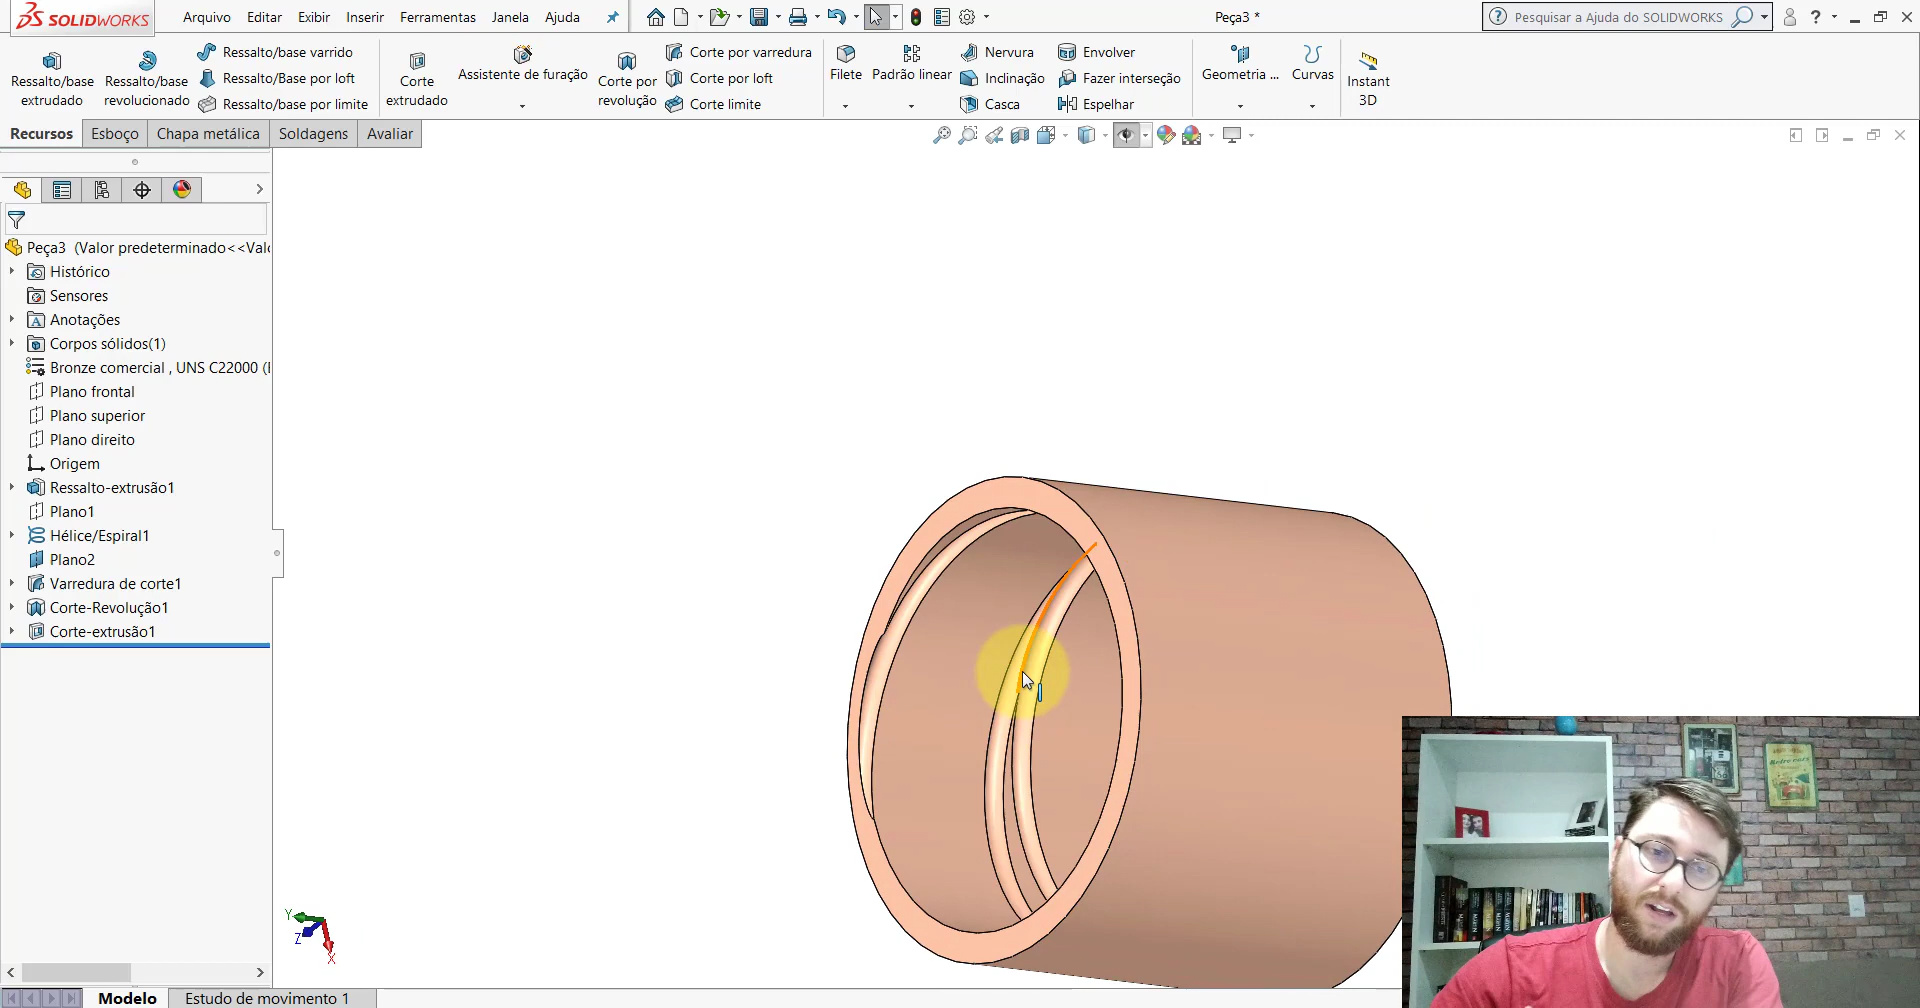 SOLIDWORKS
Arquivo Editar Exibir Inserir Ferramentas Janela Ajuda
Peça3 *
Pesquisar a Ajuda do SOLIDWORKS
Ressalto/base extrudado
Ressalto/base revolucionado
Ressalto/base varrido
Ressalto/Base por loft
Ressalto/base por limite
Corte extrudado
Assistente de furação
Corte por revolução
Corte por varredura
Corte por loft
Corte limite
Filete
Padrão linear
Nervura
Inclinação
Casca
Envolver
Fazer interseção
Espelhar
Geometria ...
Curvas
Instant 3D
Recursos Esboço Chapa metálica Soldagens Avaliar
Peça3 (Valor predeterminado<<Valo
Histórico
Sensores
Anotações
Corpos sólidos(1)
Bronze comercial , UNS C22000 (
Plano frontal
Plano superior
Plano direito
Origem
Ressalto-extrusão1
Plano1
Hélice/Espiral1
Plano2
Varredura de corte1
Corte-Revolução1
Corte-extrusão1
Y
Z
X
Modelo Estudo de movimento 1